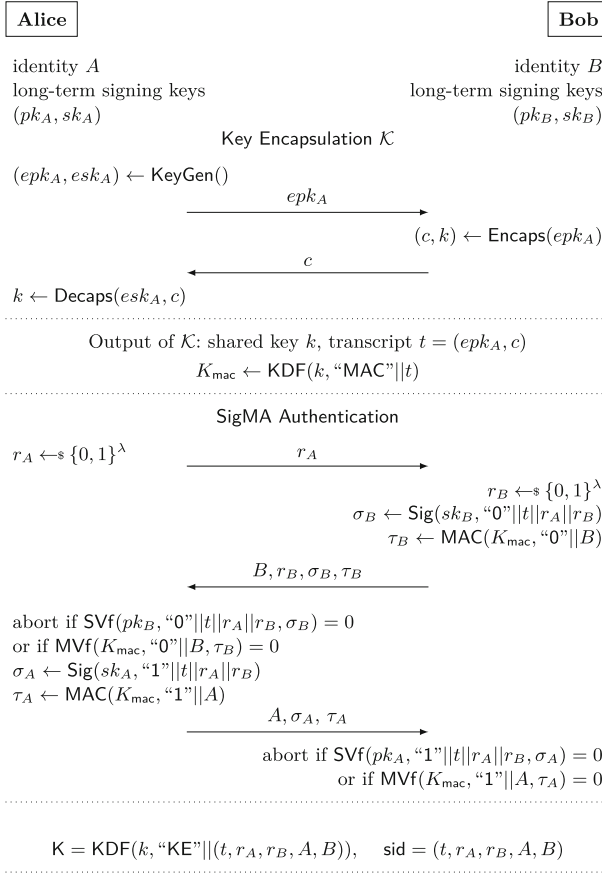 Alice Bob
identity A identity B
long-term signing keys long-term signing keys
(pk_A, sk_A) (pk_B, sk_B)
Key Encapsulation 𝒦
(epk_A, esk_A) ← KeyGen()
epk_A
(c, k) ← Encaps(epk_A)
c
k ← Decaps(esk_A, c)
Output of 𝒦: shared key k, transcript t = (epk_A, c)
K_mac ← KDF(k, “MAC”||t)
SigMA Authentication
r_A ←$ {0, 1}^λ r_A
r_B ←$ {0, 1}^λ
σ_B ← Sig(sk_B, “0”||t||r_A||r_B)
τ_B ← MAC(K_mac, “0”||B)
B, r_B, σ_B, τ_B
abort if SVf(pk_B, “0”||t||r_A||r_B, σ_B) = 0
or if MVf(K_mac, “0”||B, τ_B) = 0
σ_A ← Sig(sk_A, “1”||t||r_A||r_B)
τ_A ← MAC(K_mac, “1”||A)
A, σ_A, τ_A
abort if SVf(pk_A, “1”||t||r_A||r_B, σ_A) = 0
or if MVf(K_mac, “1”||A, τ_A) = 0
K = KDF(k, “KE”||(t, r_A, r_B, A, B)), sid = (t, r_A, r_B, A, B)